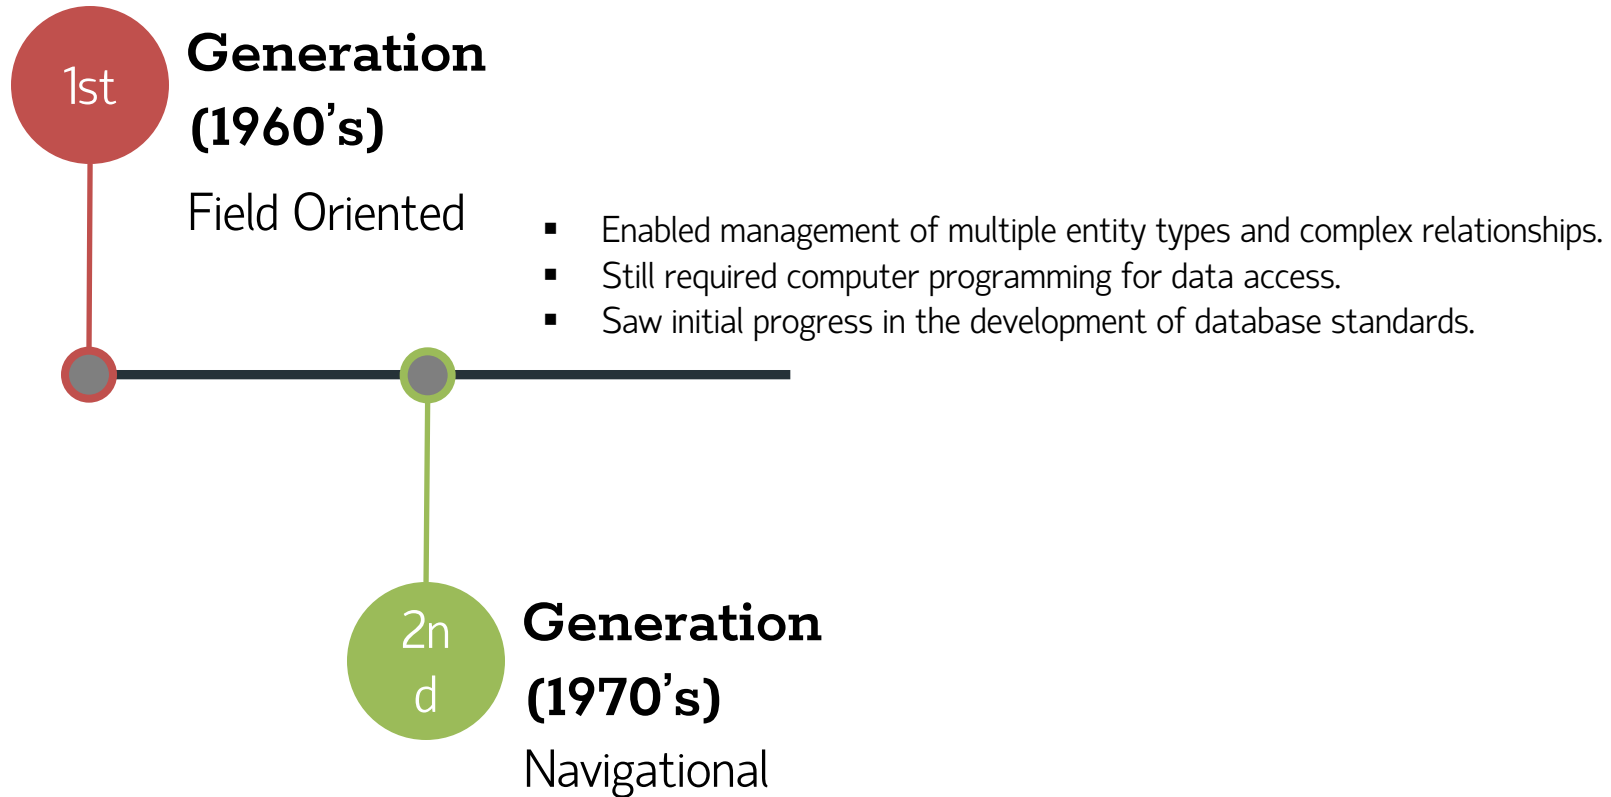 1st
Generation
(1960’s)
Field Oriented
▪ Enabled management of multiple entity types and complex relationships.
▪ Still required computer programming for data access.
▪ Saw initial progress in the development of database standards.
2n
d
Generation
(1970’s)
Navigational